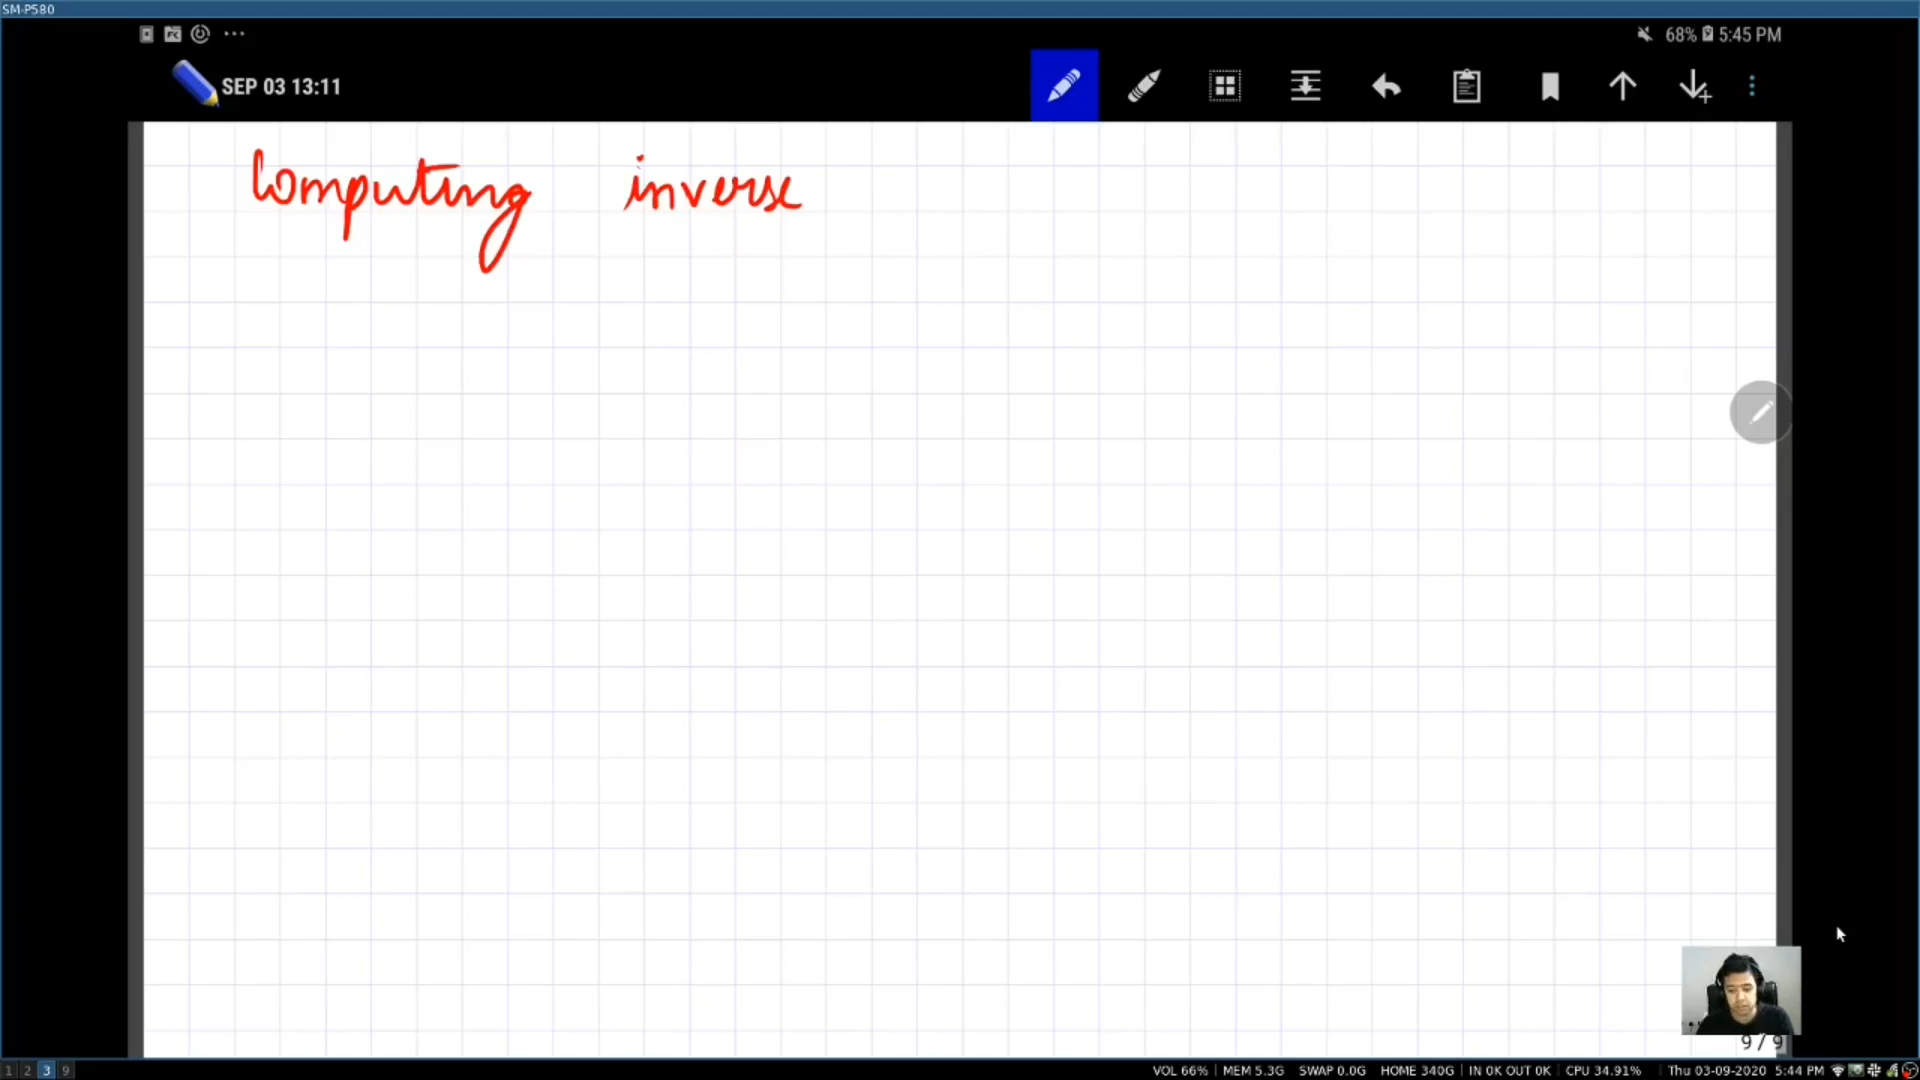 SM-P580
68% 5:45 PM
SEP 03 13:11
Computing inverse
9 / 9
1 2 3 9
VOL 66% | MEM 5.3G SWAP 0.0G HOME 340G | IN 0K OUT 0K | CPU 34.91% | Thu 03-09-2020 5:44 PM